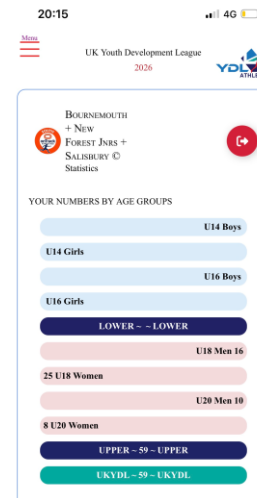 20:15
4G
Menu
UK Youth Development League
2026
YDL
ATHLE
BOURNEMOUTH
+ NEW
FOREST JNRS +
SALISBURY ©
Statistics
YOUR NUMBERS BY AGE GROUPS
U14 Boys
U14 Girls
U16 Boys
U16 Girls
LOWER ~ ~ LOWER
U18 Men 16
25 U18 Women
U20 Men 10
8 U20 Women
UPPER ~ 59 ~ UPPER
UKYDL ~ 59 ~ UKYDL